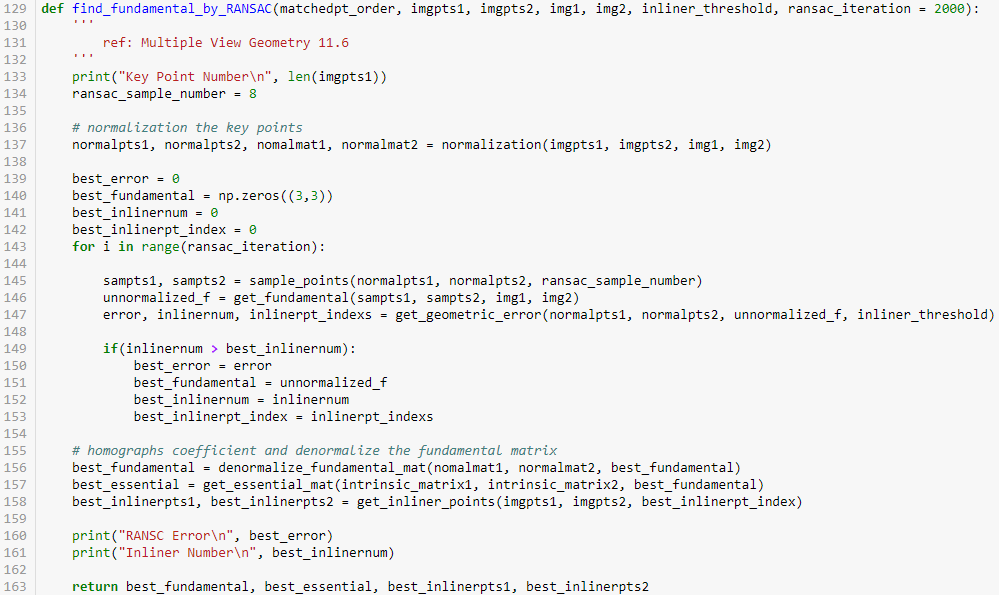 129 def find_fundamental_by_RANSAC(matchedpt_order, imgpts1, imgpts2, img1, img2, inliner_threshold, ransac_iteration = 2000):
130     '''
131         ref: Multiple View Geometry 11.6
132     '''
133     print("Key Point Number\n", len(imgpts1))
134     ransac_sample_number = 8
135
136     # normalization the key points
137     normalpts1, normalpts2, nomalmat1, normalmat2 = normalization(imgpts1, imgpts2, img1, img2)
138
139     best_error = 0
140     best_fundamental = np.zeros((3,3))
141     best_inlinernum = 0
142     best_inlinerpt_index = 0
143     for i in range(ransac_iteration):
144
145         sampts1, sampts2 = sample_points(normalpts1, normalpts2, ransac_sample_number)
146         unnormalized_f = get_fundamental(sampts1, sampts2, img1, img2)
147         error, inlinernum, inlinerpt_indexs = get_geometric_error(normalpts1, normalpts2, unnormalized_f, inliner_threshold)
148
149         if(inlinernum > best_inlinernum):
150             best_error = error
151             best_fundamental = unnormalized_f
152             best_inlinernum = inlinernum
153             best_inlinerpt_index = inlinerpt_indexs
154
155     # homographs coefficient and denormalize the fundamental matrix
156     best_fundamental = denormalize_fundamental_mat(nomalmat1, normalmat2, best_fundamental)
157     best_essential = get_essential_mat(intrinsic_matrix1, intrinsic_matrix2, best_fundamental)
158     best_inlinerpts1, best_inlinerpts2 = get_inliner_points(imgpts1, imgpts2, best_inlinerpt_index)
159
160     print("RANSC Error\n", best_error)
161     print("Inliner Number\n", best_inlinernum)
162
163     return best_fundamental, best_essential, best_inlinerpts1, best_inlinerpts2